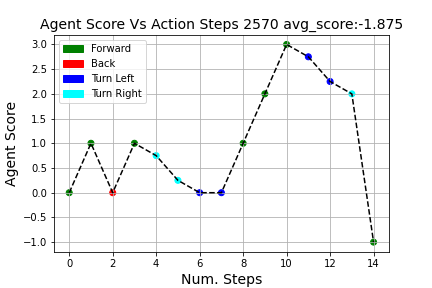 Agent Score Vs Action Steps 2570 avg_score:-1.875
Forward
Back
Turn Left
Turn Right
3.0
2.5
2.0
1.5
1.0
0.5
0.0
−0.5
−1.0
Agent Score
0 2 4 6 8 10 12 14
Num. Steps